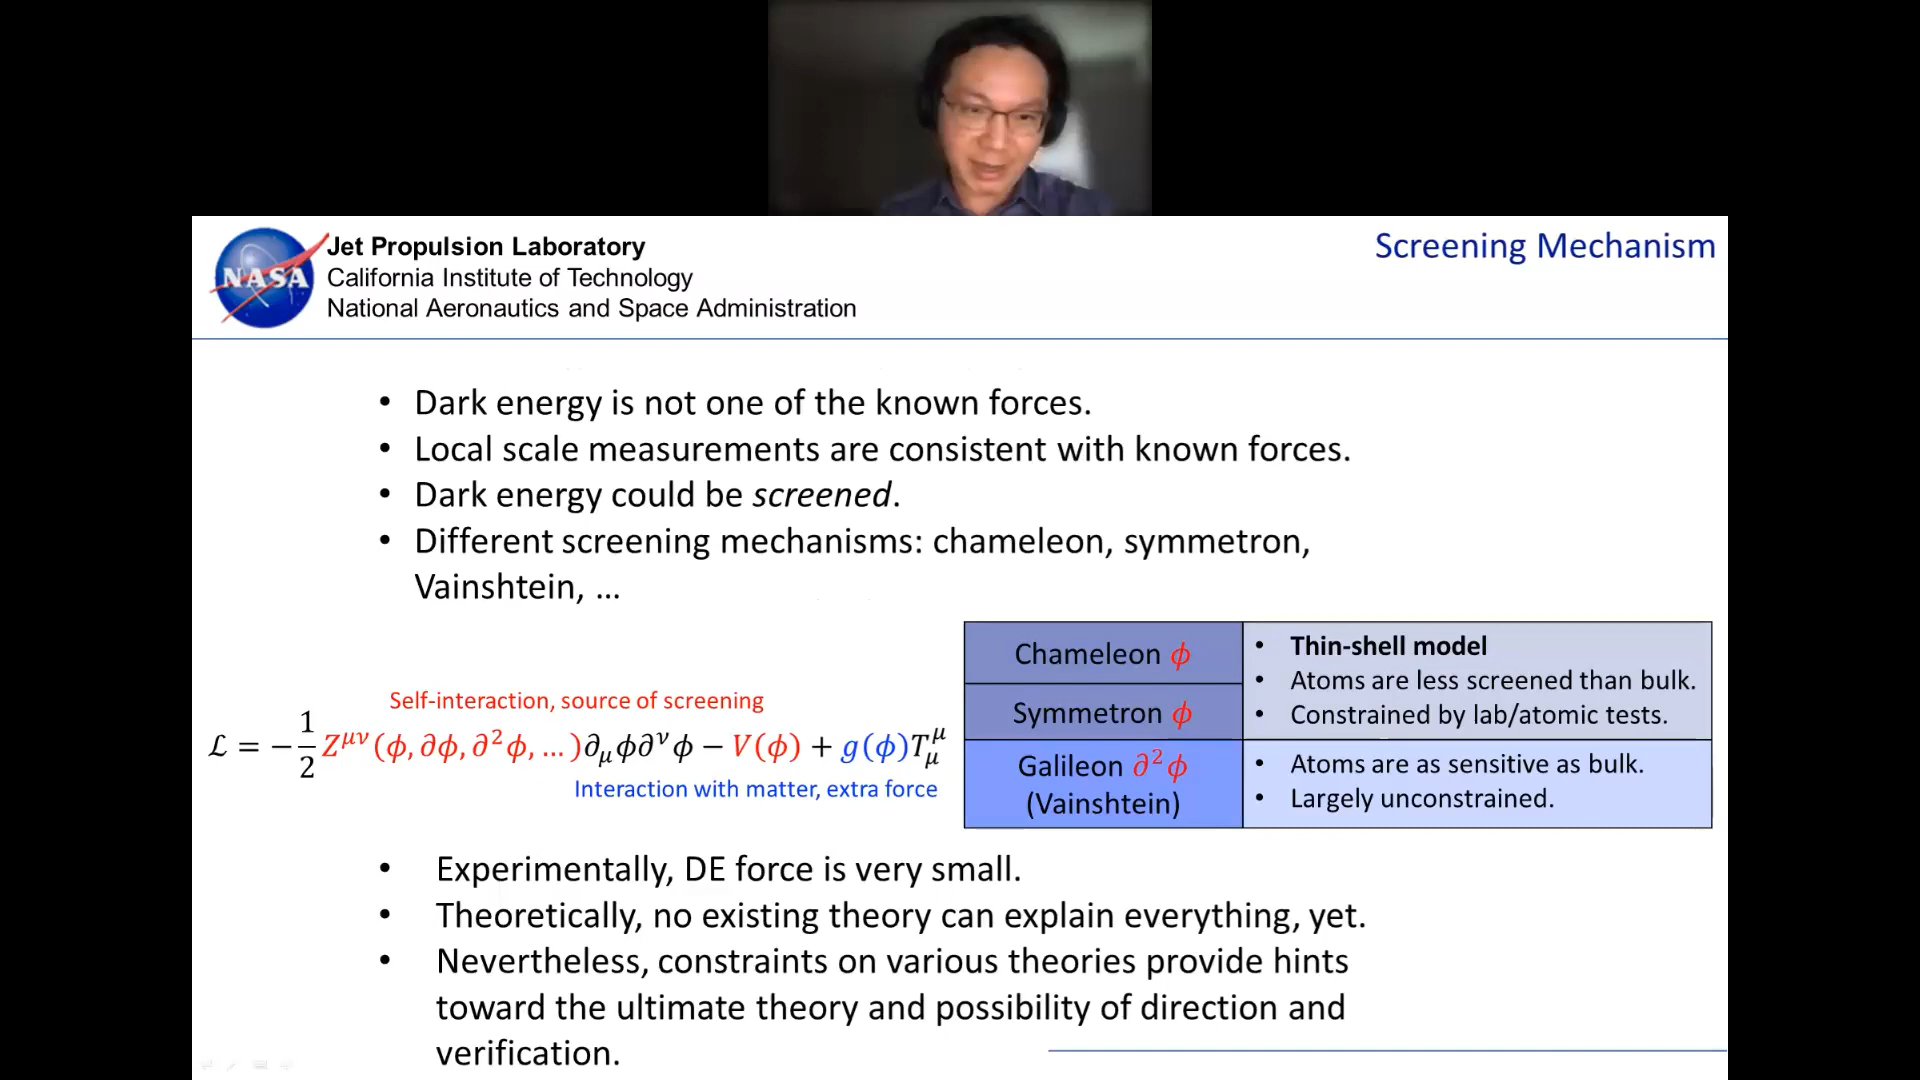 NASA
Jet Propulsion Laboratory
California Institute of Technology
National Aeronautics and Space Administration
Screening Mechanism
• Dark energy is not one of the known forces.
• Local scale measurements are consistent with known forces.
• Dark energy could be screened.
• Different screening mechanisms: chameleon, symmetron,
Vainshtein, ...
Self-interaction, source of screening
ℒ = −1/2 Z^{μν}(ϕ, ∂ϕ, ∂²ϕ, … )∂_μϕ∂^νϕ − V(ϕ) + g(ϕ)T^μ_μ
Interaction with matter, extra force
Chameleon ϕ
Symmetron ϕ
• Thin-shell model
• Atoms are less screened than bulk.
• Constrained by lab/atomic tests.
Galileon ∂²ϕ
(Vainshtein)
• Atoms are as sensitive as bulk.
• Largely unconstrained.
• Experimentally, DE force is very small.
• Theoretically, no existing theory can explain everything, yet.
• Nevertheless, constraints on various theories provide hints
toward the ultimate theory and possibility of direction and
verification.